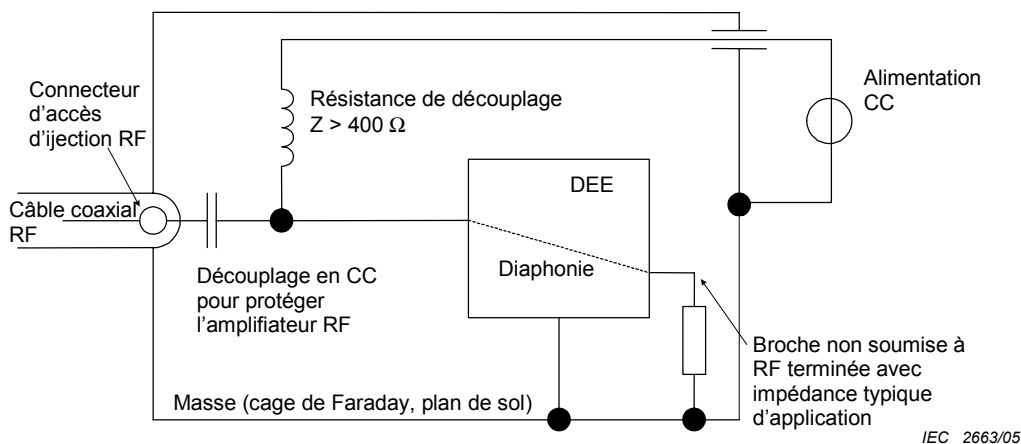 Connecteur
d'accès
d'ijection RF
Résistance de découplage
Z > 400 Ω
Alimentation
CC
DEE
Câble coaxial
RF
Diaphonie
Découplage en CC
pour protéger
l'amplifiateur RF
Broche non soumise à
RF terminée avec
impédance typique
d'application
Masse (cage de Faraday, plan de sol)
IEC 2663/05